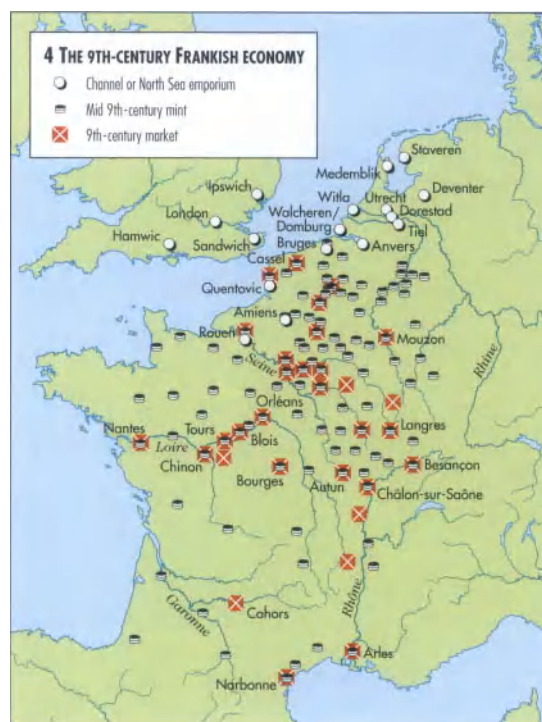 4 THE 9TH-CENTURY FRANKISH ECONOMY
Channel or North Sea emporium
Mid 9th-century mint
9th-century market
Staveren
Medemblik
Ipswich
Deventer
Witla
Utrecht
London
Walcheren/
Domburg
Dorestad
Tiel
Hamwic
Sandwich
Bruges
Anvers
Cassel
Quentovic
Amiens
Rouen
Mouzon
Seine
Rhine
Orléans
Nantes
Tours
Langres
Loire
Blois
Chinon
Besançon
Bourges
Autun
Châlon-sur-Saône
Rhône
Garonne
Cahors
Arles
Narbonne